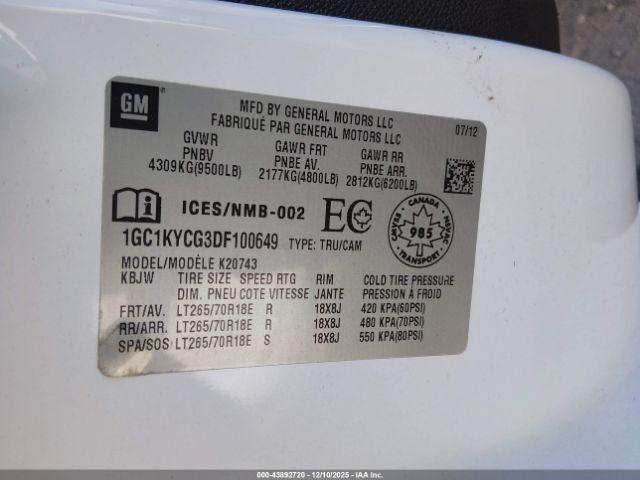 GM
MFD BY GENERAL MOTORS LLC
FABRIQUÉ PAR GENERAL MOTORS LLC
07/12
GVWR GAWR FRT GAWR RR
PNBV PNBE AV. PNBE ARR.
4309KG(9500LB) 2177KG(4800LB) 2812KG(6200LB)
i ICES/NMB-002 EC
CANADA
SVMAC 985 NSVAC
TRANSPORT
1GC1KYCG3DF100649 TYPE: TRU/CAM
MODEL/MODÈLE K20743
KBJW TIRE SIZE SPEED RTG RIM COLD TIRE PRESSURE
DIM. PNEU COTE VITESSE JANTE PRESSION À FROID
FRT/AV. LT265/70R18E R 18X8J 420 KPA(60PSI)
RR/ARR. LT265/70R18E R 18X8J 480 KPA(70PSI)
SPA/SOS LT265/70R18E S 18X8J 550 KPA(80PSI)
000-43892720 - 12/10/2025 - COPART